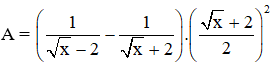 A = (1/(√x − 2) − 1/(√x + 2)) . ((√x + 2)/2)²